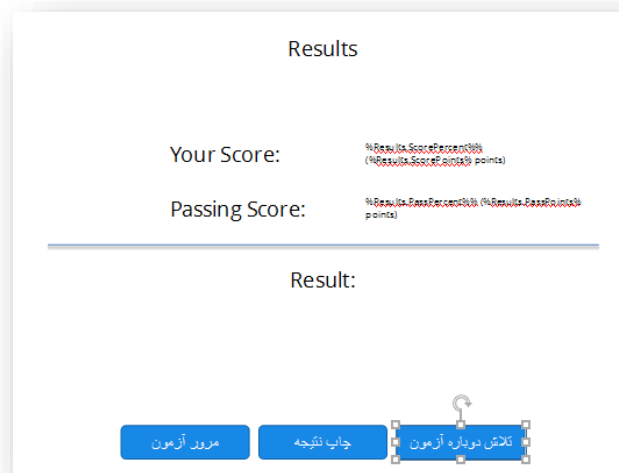 Results
Your Score:
%Results.ScorePercent%%
(%Results.ScorePoints% points)
Passing Score:
%Results.PassPercent%% (%Results.PassPoints%
points)
Result:
تلاش دوباره آزمون
چاپ نتیجه
مرور آزمون